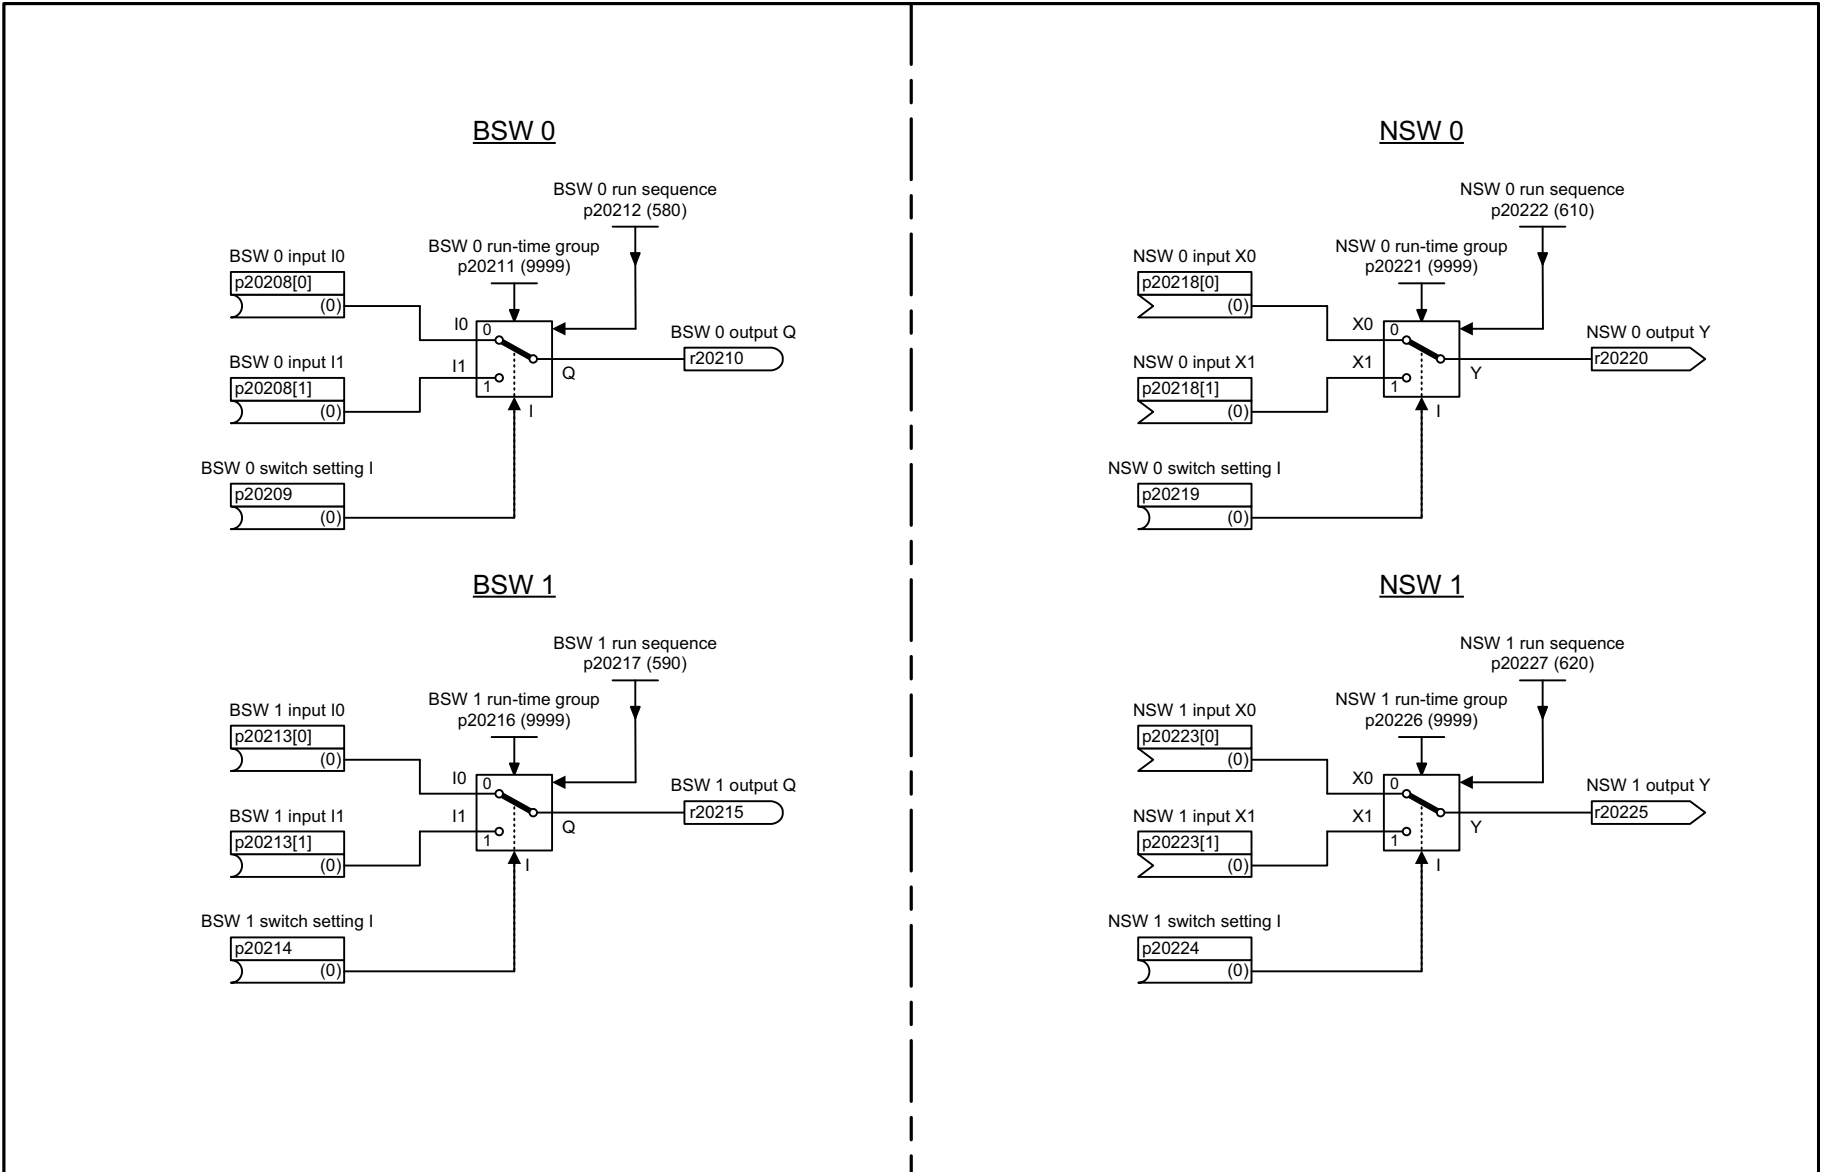 BSW 0
BSW 0 run sequence
p20212 (580)
BSW 0 run-time group
p20211 (9999)
BSW 0 input I0
p20208[0]
(0)
I0
0
BSW 0 output Q
r20210
BSW 0 input I1
p20208[1]
(0)
I1
1
Q
I
BSW 0 switch setting I
p20209
(0)
BSW 1
BSW 1 run sequence
p20217 (590)
BSW 1 run-time group
p20216 (9999)
BSW 1 input I0
p20213[0]
(0)
I0
0
BSW 1 output Q
r20215
BSW 1 input I1
p20213[1]
(0)
I1
1
Q
I
BSW 1 switch setting I
p20214
(0)
NSW 0
NSW 0 run sequence
p20222 (610)
NSW 0 run-time group
p20221 (9999)
NSW 0 input X0
p20218[0]
(0)
X0
0
NSW 0 output Y
r20220
NSW 0 input X1
p20218[1]
(0)
X1
1
Y
I
NSW 0 switch setting I
p20219
(0)
NSW 1
NSW 1 run sequence
p20227 (620)
NSW 1 run-time group
p20226 (9999)
NSW 1 input X0
p20223[0]
(0)
X0
0
NSW 1 output Y
r20225
NSW 1 input X1
p20223[1]
(0)
X1
1
Y
I
NSW 1 switch setting I
p20224
(0)